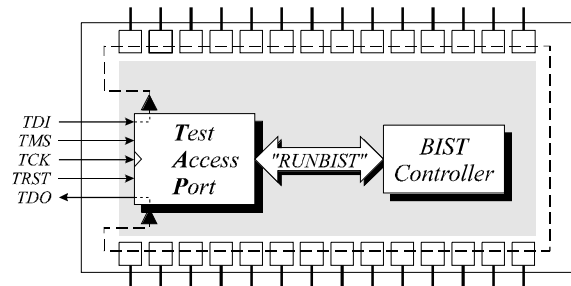 TDI
TMS
TCK
TRST
TDO
Test
Access
Port
"RUNBIST"
BIST
Controller